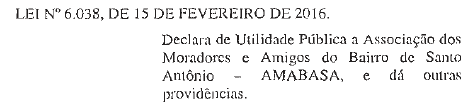 LEI Nº 6.038, DE 15 DE FEVEREIRO DE 2016.
Declara de Utilidade Pública a Associação dos
Moradores e Amigos do Bairro de Santo
Antônio – AMABASA, e dá outras
providências.